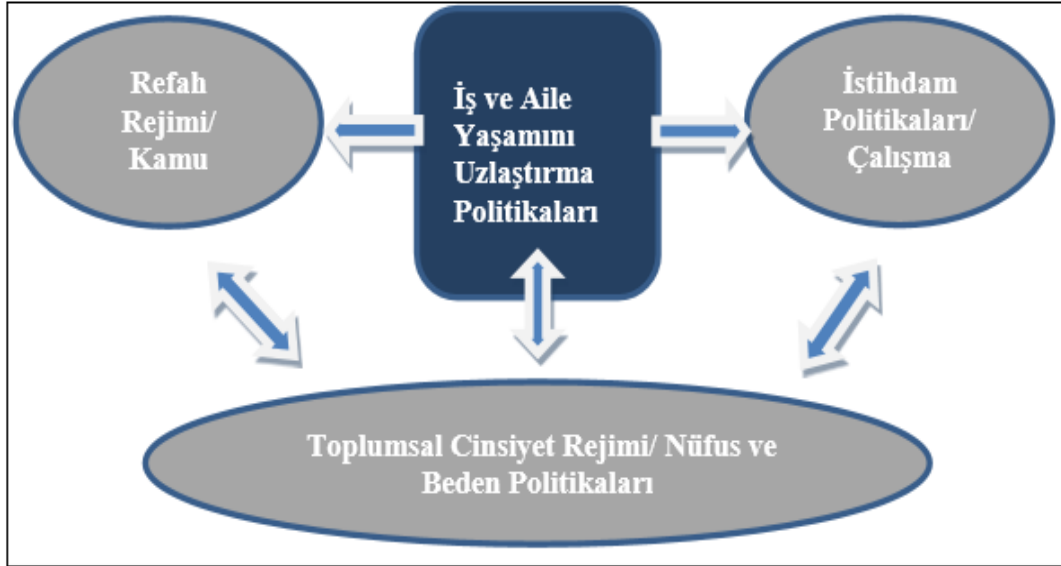 Refah
Rejimi/
Kamu
İş ve Aile
Yaşamını
Uzlaştırma
Politikaları
İstihdam
Politikaları/
Çalışma
Toplumsal Cinsiyet Rejimi/ Nüfus ve
Beden Politikaları